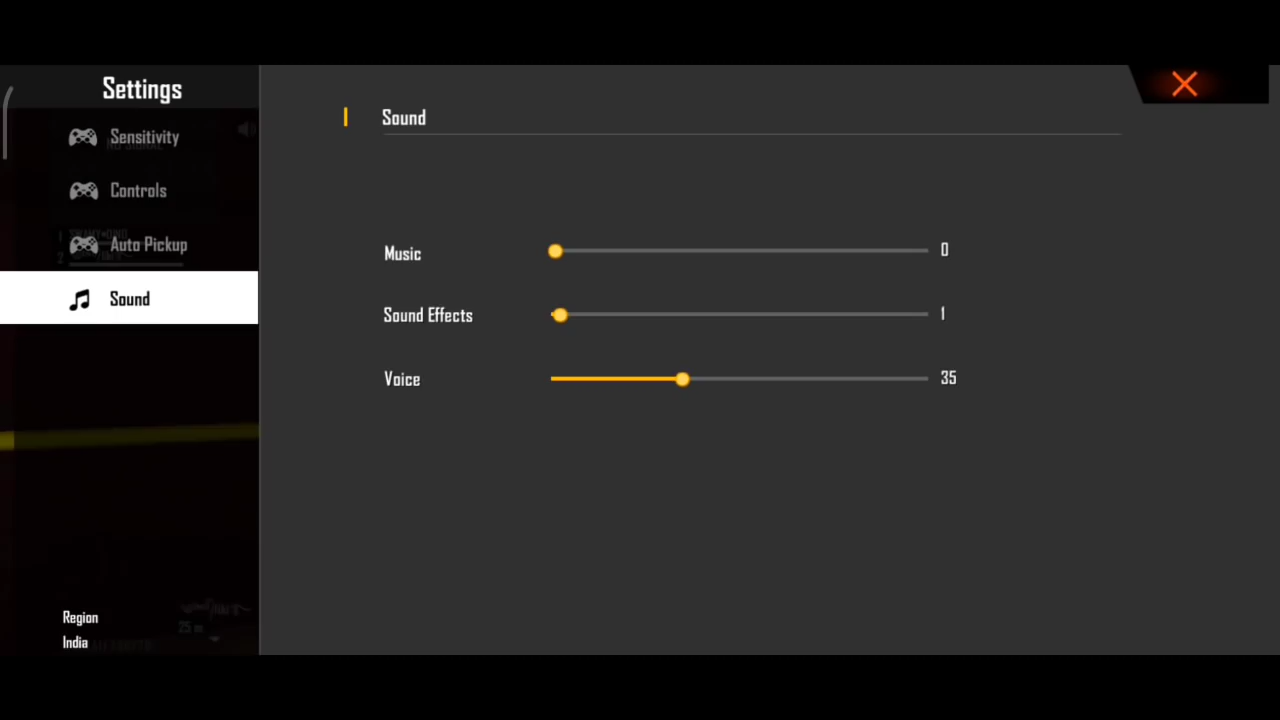 Settings
Sensitivity
Controls
Auto Pickup
Sound
Region
India
Sound
Music 0
Sound Effects 1
Voice 35